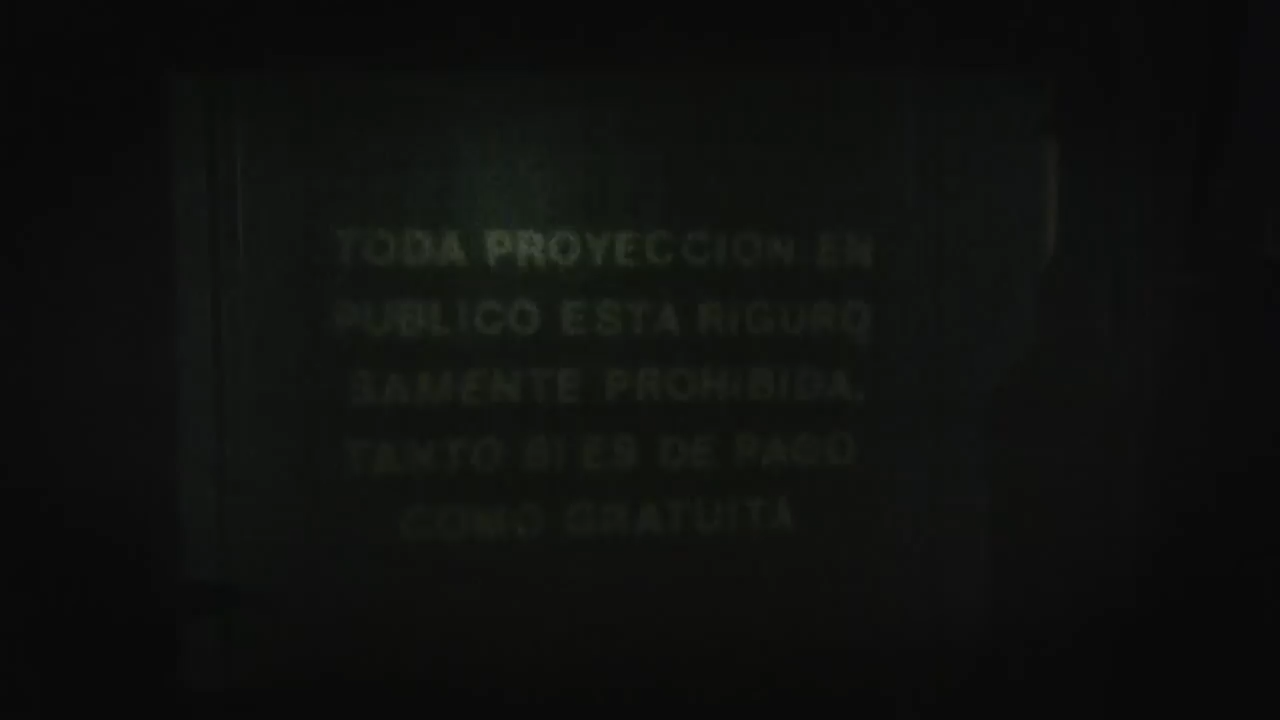 TODA PROYECCION EN
PUBLICO ESTA RIGURO
SAMENTE PROHIBIDA,
TANTO SI ES DE PAGO
COMO GRATUITA